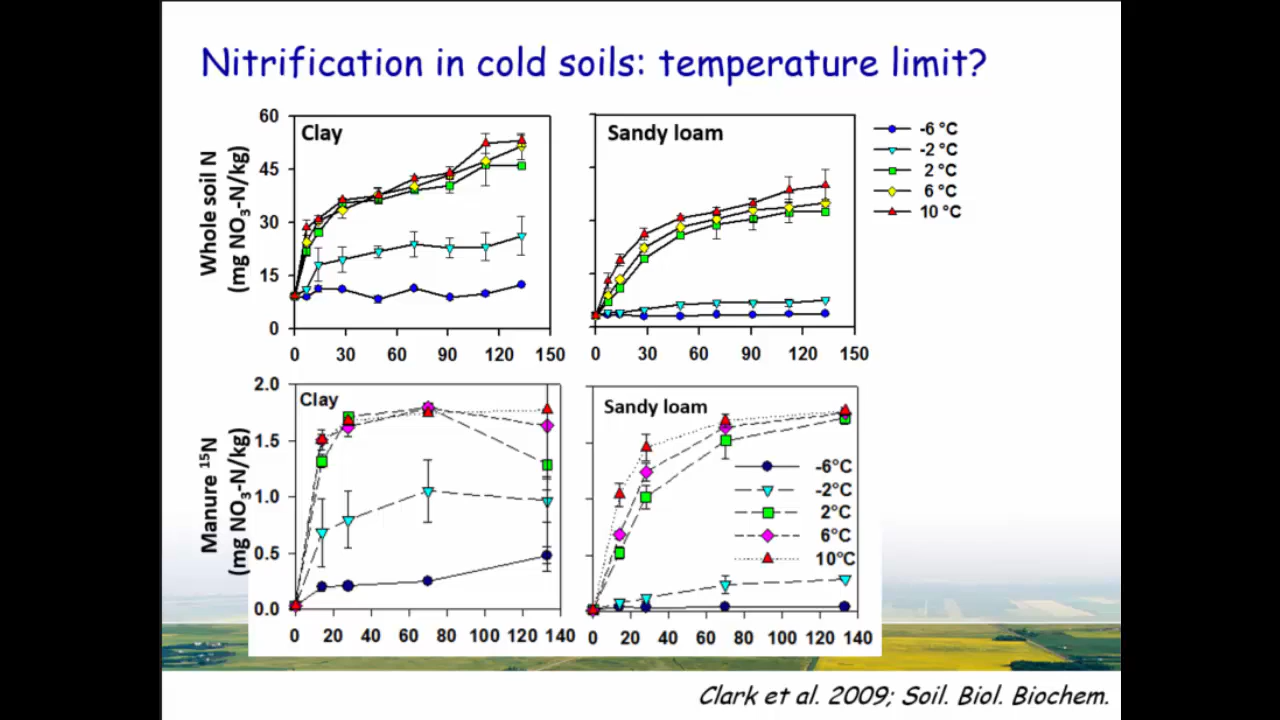 Nitrification in cold soils: temperature limit?
Whole soil N
(mg NO₃-N/kg)
60
45
30
15
0
Clay
0 30 60 90 120 150
Sandy loam
0 30 60 90 120 150
-6 °C
-2 °C
2 °C
6 °C
10 °C
Manure ¹⁵N
(mg NO₃-N/kg)
2.0
1.5
1.0
0.5
0.0
Clay
0 20 40 60 80 100 120 140
Sandy loam
-6°C
-2°C
2°C
6°C
10°C
0 20 40 60 80 100 120 140
Clark et al. 2009; Soil. Biol. Biochem.